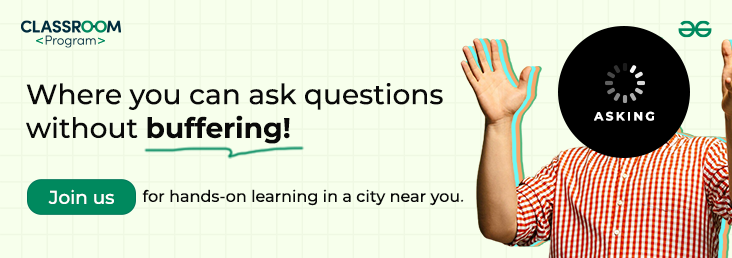 CLASSROOM
<Program>
Where you can ask questions
without buffering!
ASKING
Join us for hands-on learning in a city near you.